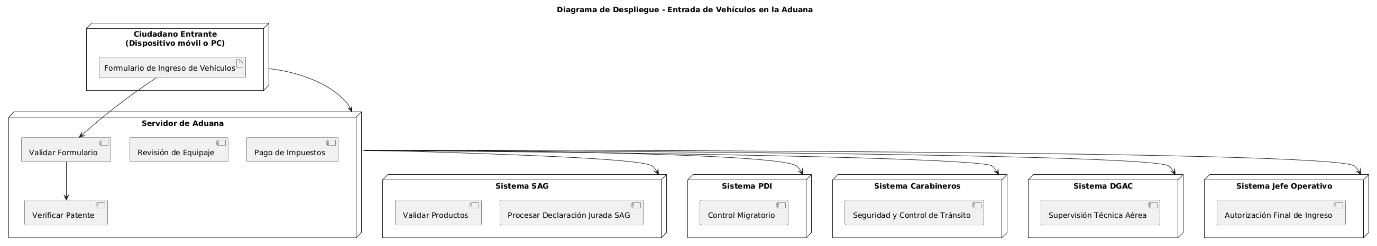 Diagrama de Despliegue - Entrada de Vehículos en la Aduana
Ciudadano Entrante
(Dispositivo móvil o PC)
Formulario de Ingreso de Vehículos
Servidor de Aduana
Validar Formulario
Revisión de Equipaje
Pago de Impuestos
Verificar Patente
Sistema SAG
Validar Productos
Procesar Declaración Jurada SAG
Sistema PDI
Control Migratorio
Sistema Carabineros
Seguridad y Control de Tránsito
Sistema DGAC
Supervisión Técnica Aérea
Sistema Jefe Operativo
Autorización Final de Ingreso